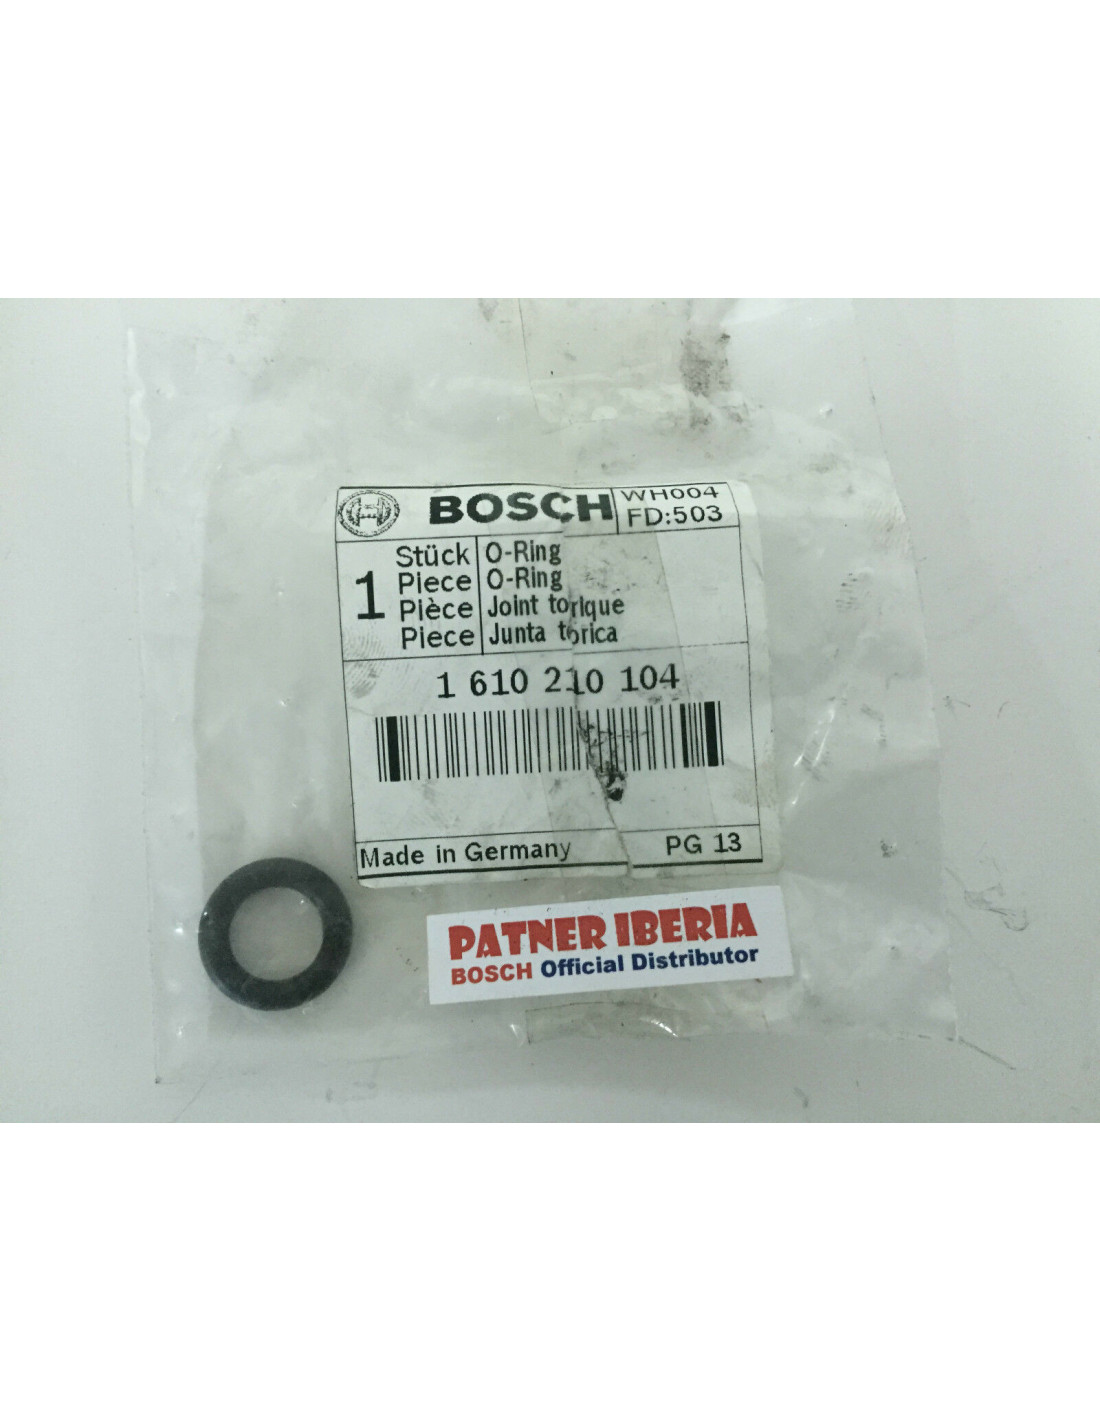 BOSCH
WH004
FD:503
1
Stück O-Ring
Piece O-Ring
Pièce Joint torique
Piece Junta torica
1 610 210 104
Made in Germany PG 13
PATNER IBERIA
BOSCH Official Distributor